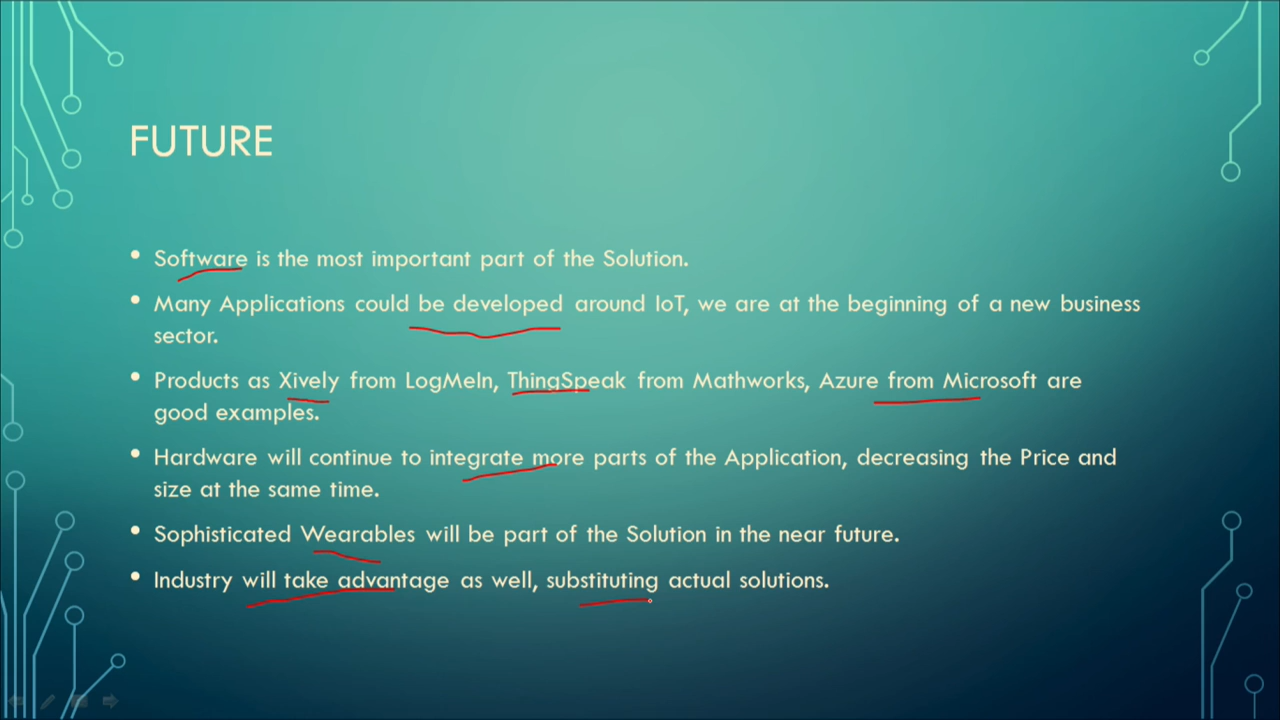 FUTURE
• Software is the most important part of the Solution.
• Many Applications could be developed around IoT, we are at the beginning of a new business
sector.
• Products as Xively from LogMeIn, ThingSpeak from Mathworks, Azure from Microsoft are
good examples.
• Hardware will continue to integrate more parts of the Application, decreasing the Price and
size at the same time.
• Sophisticated Wearables will be part of the Solution in the near future.
• Industry will take advantage as well, substituting actual solutions.